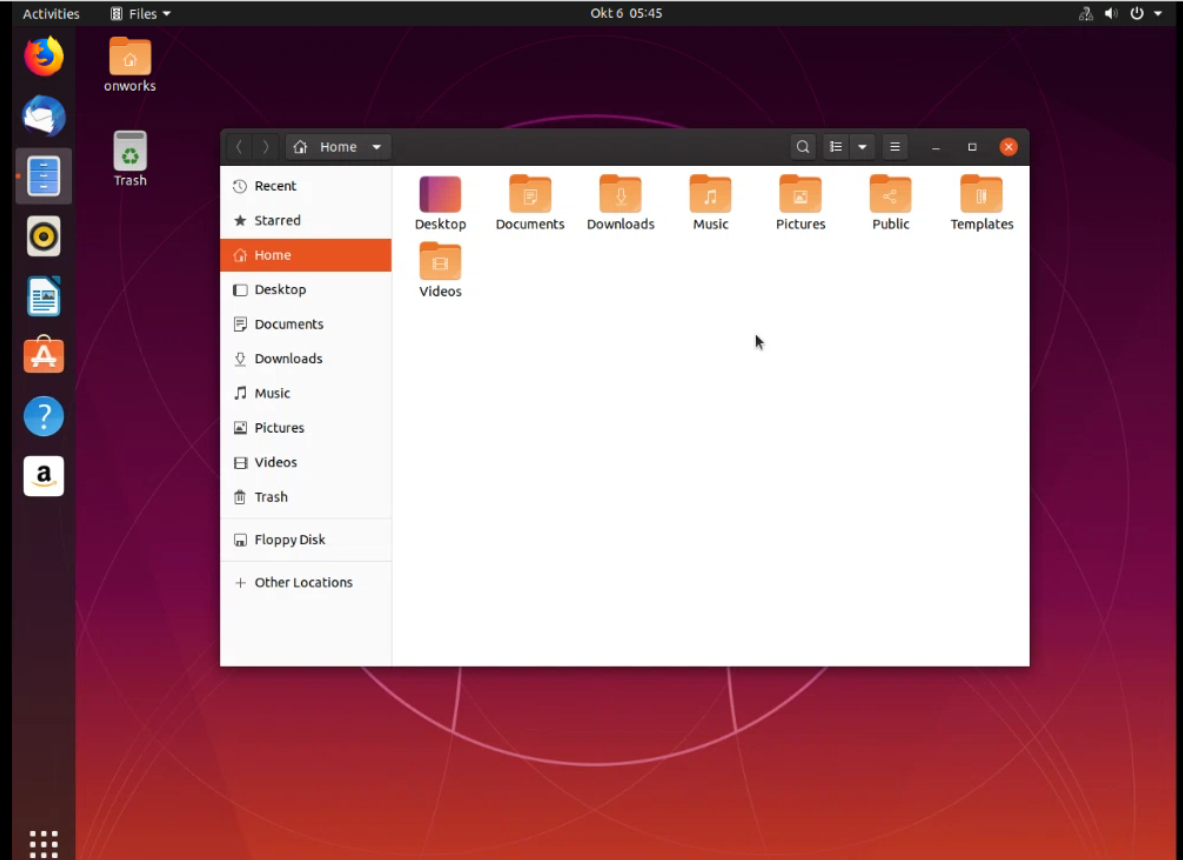 Activities Files Okt 6 05:45
onworks
Trash
Home
Recent
Starred
Home
Desktop
Documents
Downloads
Music
Pictures
Videos
Trash
Floppy Disk
+ Other Locations
Desktop Documents Downloads Music Pictures Public Templates
Videos
?
a